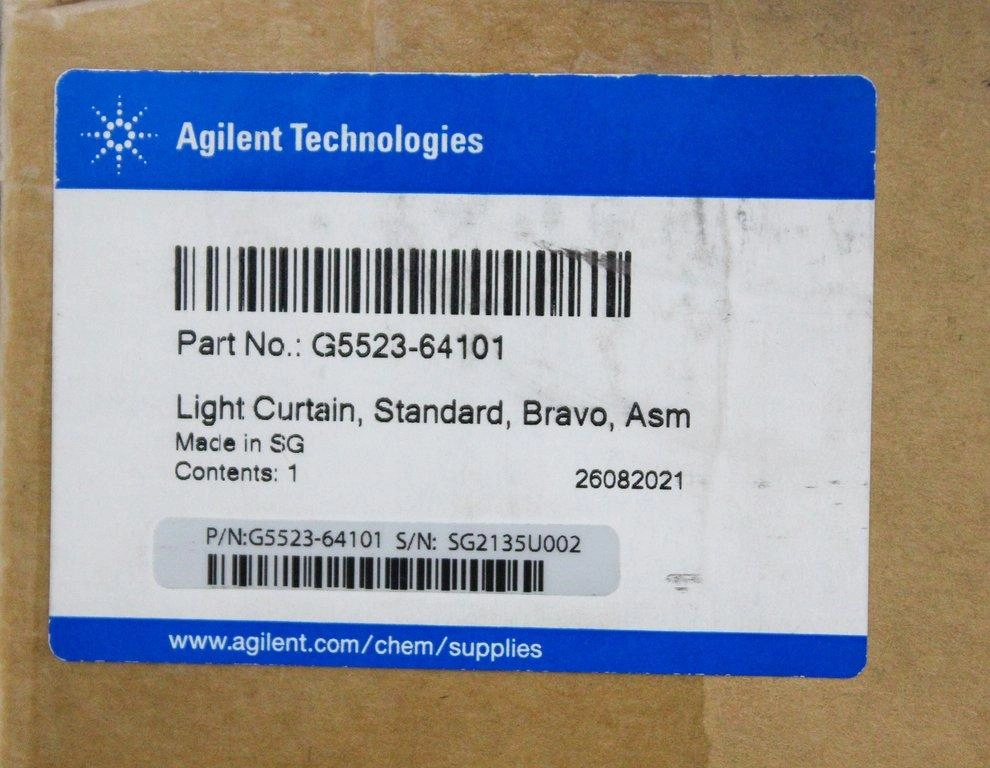 Agilent Technologies
Part No.: G5523-64101
Light Curtain, Standard, Bravo, Asm
Made in SG
Contents: 1 26082021
P/N:G5523-64101 S/N: SG2135U002
www.agilent.com/chem/supplies